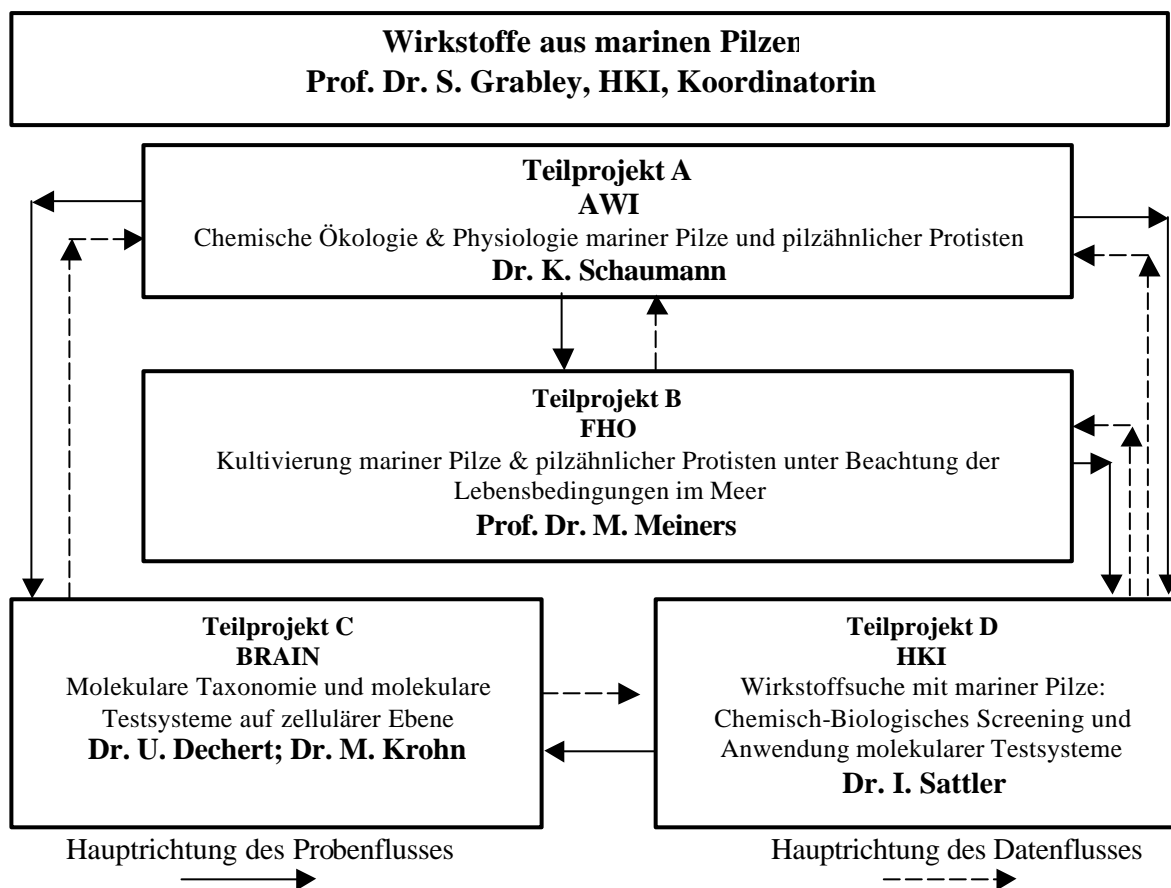 Wirkstoffe aus marinen Pilzen
Prof. Dr. S. Grabley, HKI, Koordinatorin
Teilprojekt A
AWI
Chemische Ökologie & Physiologie mariner Pilze und pilzähnlicher Protisten
Dr. K. Schaumann
Teilprojekt B
FHO
Kultivierung mariner Pilze & pilzähnlicher Protisten unter Beachtung der
Lebensbedingungen im Meer
Prof. Dr. M. Meiners
Teilprojekt C
BRAIN
Molekulare Taxonomie und molekulare
Testsysteme auf zellulärer Ebene
Dr. U. Dechert; Dr. M. Krohn
Teilprojekt D
HKI
Wirkstoffsuche mit mariner Pilze:
Chemisch-Biologisches Screening und
Anwendung molekularer Testsysteme
Dr. I. Sattler
Hauptrichtung des Probenflusses
Hauptrichtung des Datenflusses